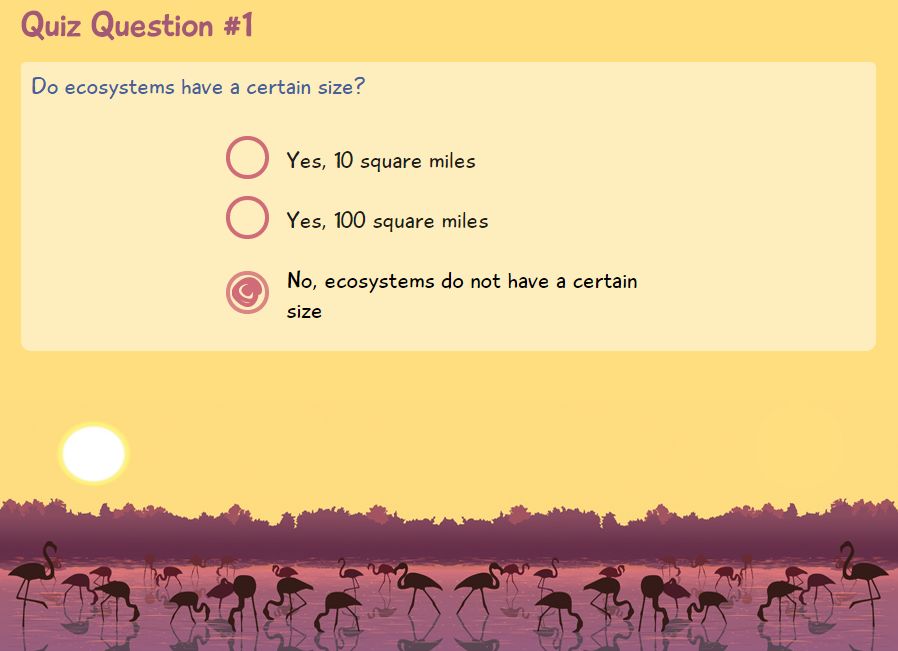 Quiz Question #1
Do ecosystems have a certain size?
Yes, 10 square miles
Yes, 100 square miles
No, ecosystems do not have a certain
size